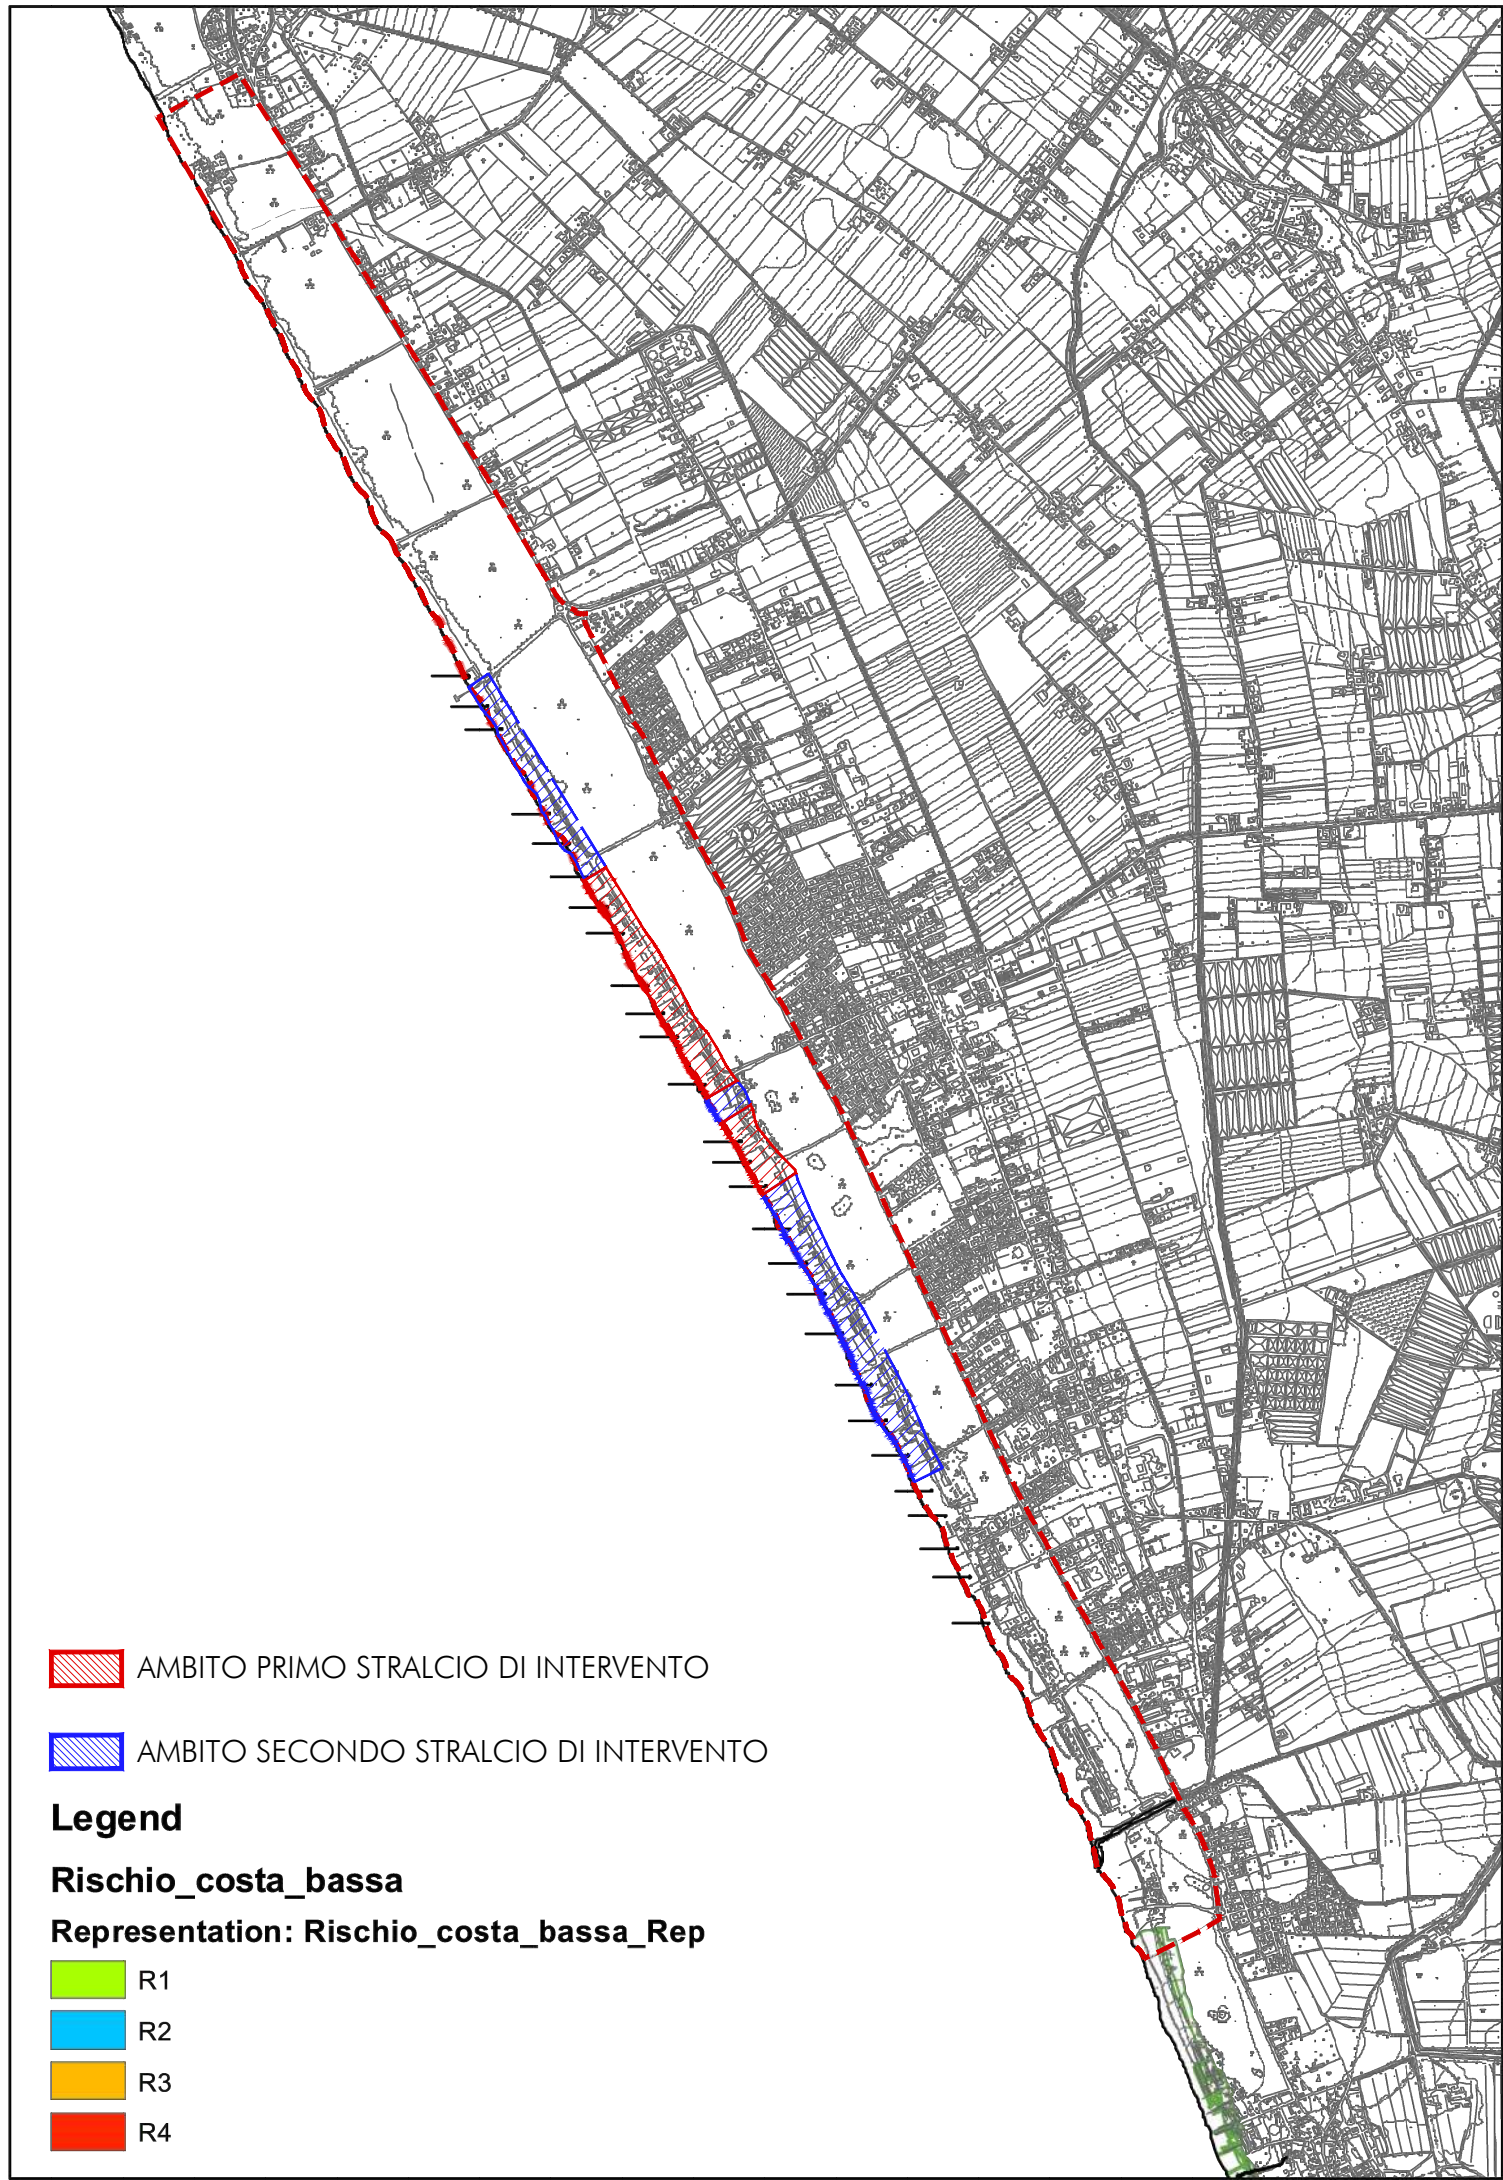 AMBITO PRIMO STRALCIO DI INTERVENTO
AMBITO SECONDO STRALCIO DI INTERVENTO
Legend
Rischio_costa_bassa
Representation: Rischio_costa_bassa_Rep
R1
R2
R3
R4